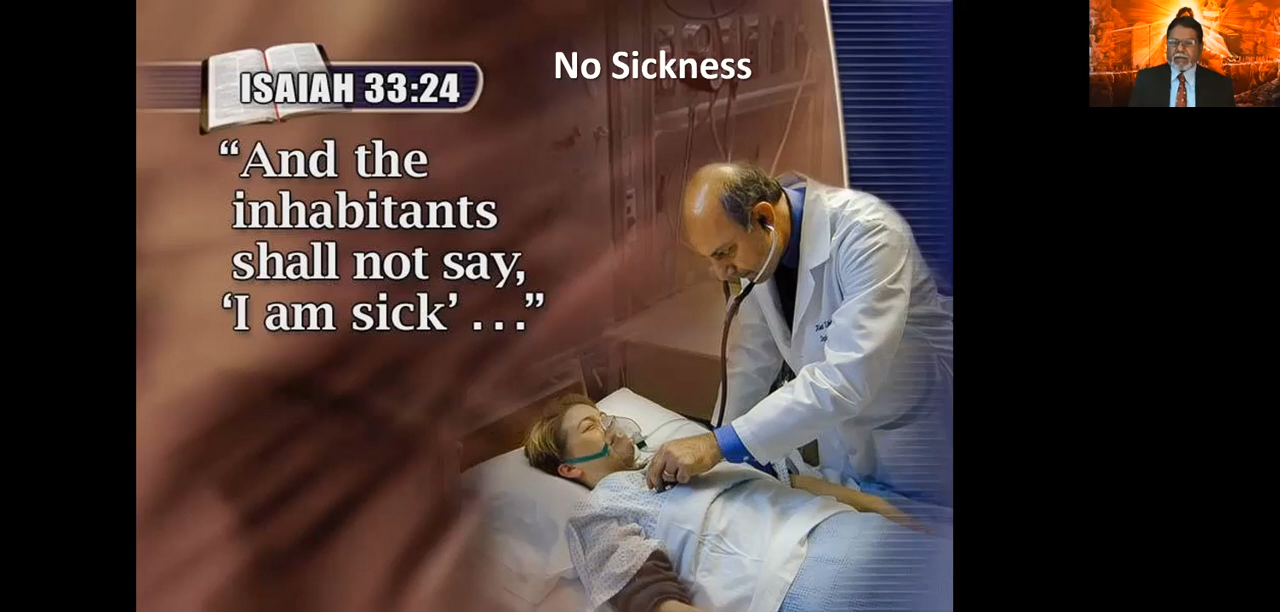 No Sickness
ISAIAH 33:24
“And the
inhabitants
shall not say,
‘I am sick’ . . .”